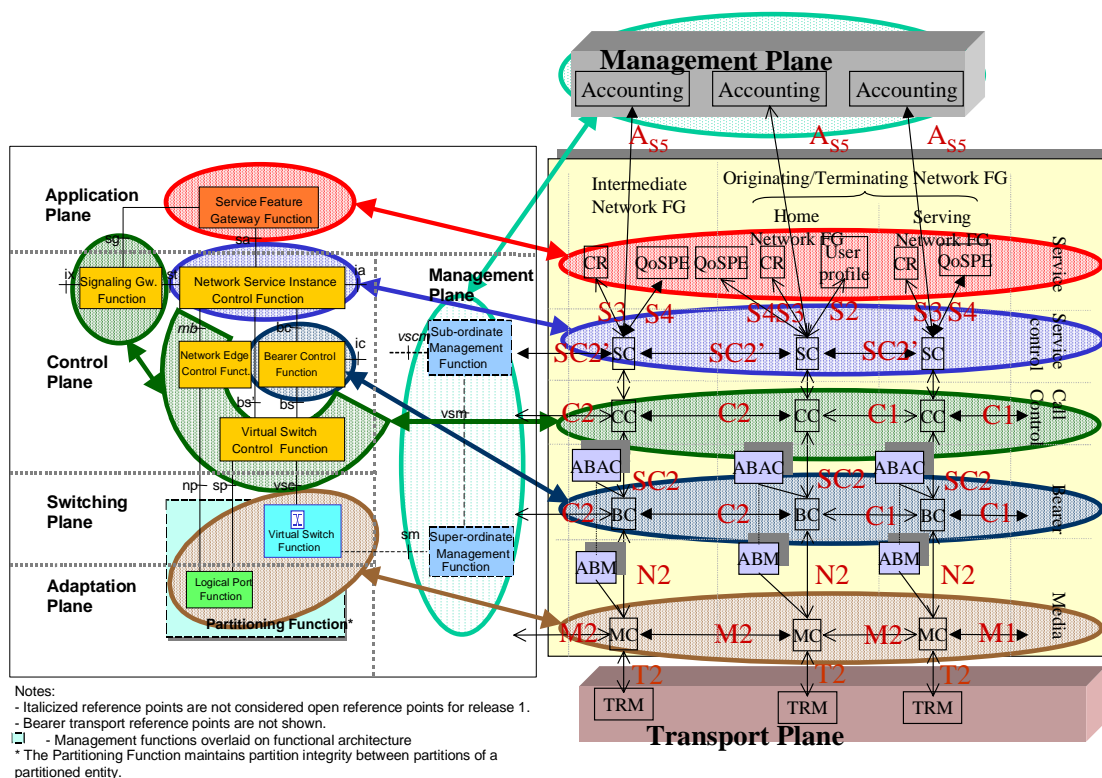 Management Plane
Accounting
Accounting
Accounting
A_S5
A_S5
A_S5
Application
Plane
Service Feature
Gateway Function
sg
sa
ix
Signaling Gw.
Function
st
Network Service Instance
Control Function
ia
Management
Plane
mb
bc
ic
Control
Plane
Network Edge
Control Funct.
Bearer Control
Function
bs'
bs
Virtual Switch
Control Function
vscm
Sub-ordinate
Management
Function
vsm
Switching
Plane
np
sp
vsc
Virtual Switch
Function
sm
Super-ordinate
Management
Function
Adaptation
Plane
Logical Port
Function
Partitioning Function*
Intermediate
Network FG
Originating/Terminating Network FG
Home
Network FG
Serving
Network FG
CR
QoSPE
QoSPE
CR
User
profile
CR
QoSPE
Service
S3
S4
S4
S3
S2
S3
S4
SC2'
SC
SC2'
SC
SC2'
SC
Service
control
C2
CC
C2
CC
C1
CC
C1
Call
Control
ABAC
ABAC
ABAC
SC2
SC2
SC2
C2
BC
C2
BC
C1
BC
C1
Bearer
ABM
ABM
ABM
N2
N2
N2
M2
MC
M2
MC
M2
MC
M1
Media
T2
T2
T2
TRM
TRM
TRM
Transport Plane
Notes:
- Italicized reference points are not considered open reference points for release 1.
- Bearer transport reference points are not shown.
- Management functions overlaid on functional architecture
* The Partitioning Function maintains partition integrity between partitions of a
partitioned entity.